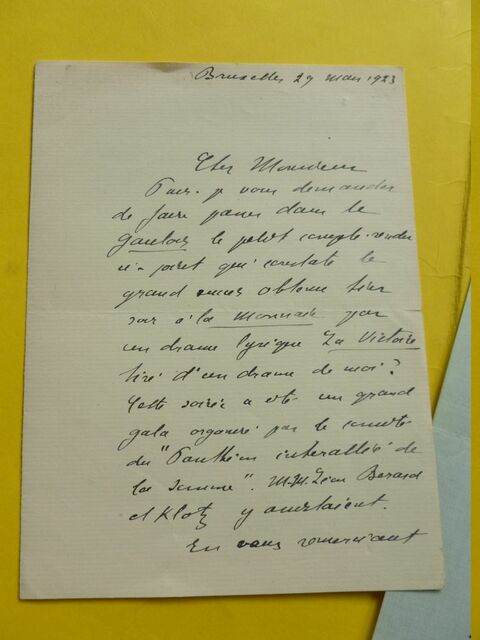 Bruxelles 29 mars 1923
Cher Monsieur
Puis-je vous demander
de faire passer dans le
Gaulois le petit compte-rendu
ci-joint qui constate le
grand succès obtenu hier
soir à la Monnaie par
un drame lyrique La Victoire
tiré d'un drame de moi?
Cette soirée a été un grand
gala organisé par le comité
du "Panthéon interallié de
la Somme". M.M. Léon Bérard
et Klotz y assistaient.
En vous remerciant